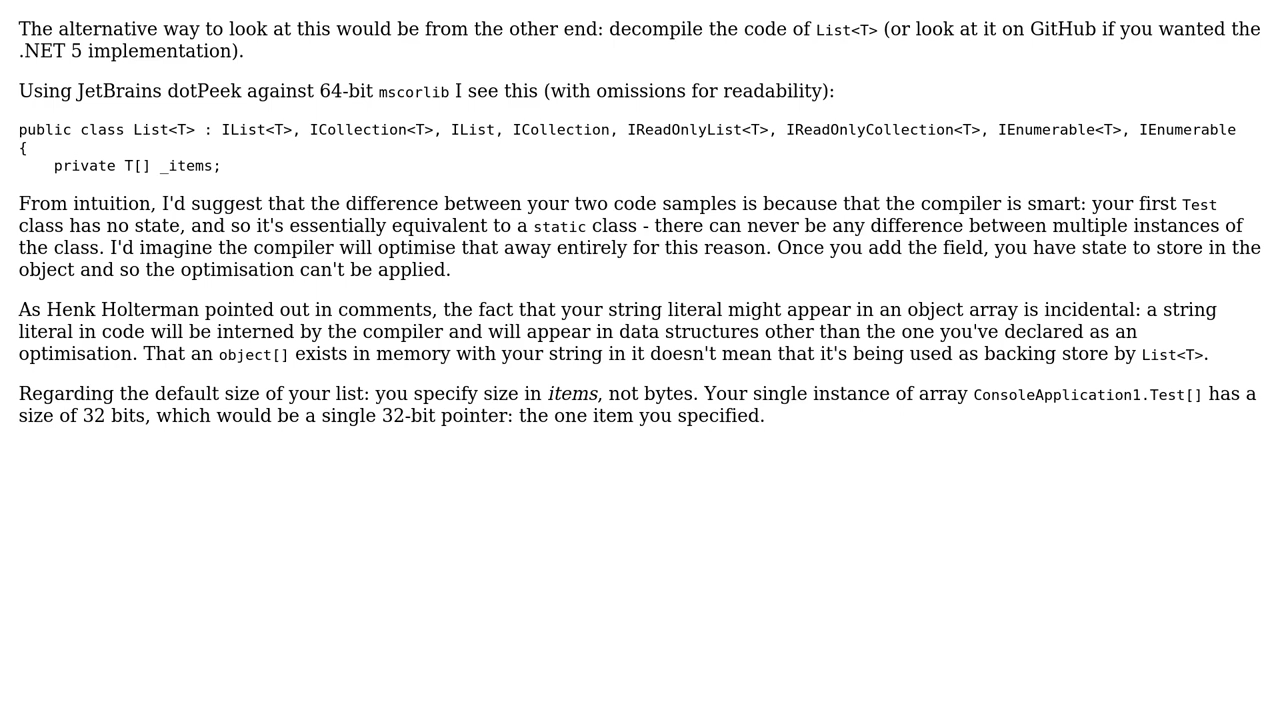 The alternative way to look at this would be from the other end: decompile the code of List<T> (or look at it on GitHub if you wanted the
.NET 5 implementation).
Using JetBrains dotPeek against 64-bit mscorlib I see this (with omissions for readability):
public class List<T> : IList<T>, ICollection<T>, IList, ICollection, IReadOnlyList<T>, IReadOnlyCollection<T>, IEnumerable<T>, IEnumerable
{
    private T[] _items;
From intuition, I'd suggest that the difference between your two code samples is because that the compiler is smart: your first Test
class has no state, and so it's essentially equivalent to a static class - there can never be any difference between multiple instances of
the class. I'd imagine the compiler will optimise that away entirely for this reason. Once you add the field, you have state to store in the
object and so the optimisation can't be applied.
As Henk Holterman pointed out in comments, the fact that your string literal might appear in an object array is incidental: a string
literal in code will be interned by the compiler and will appear in data structures other than the one you've declared as an
optimisation. That an object[] exists in memory with your string in it doesn't mean that it's being used as backing store by List<T>.
Regarding the default size of your list: you specify size in items, not bytes. Your single instance of array ConsoleApplication1.Test[] has a
size of 32 bits, which would be a single 32-bit pointer: the one item you specified.